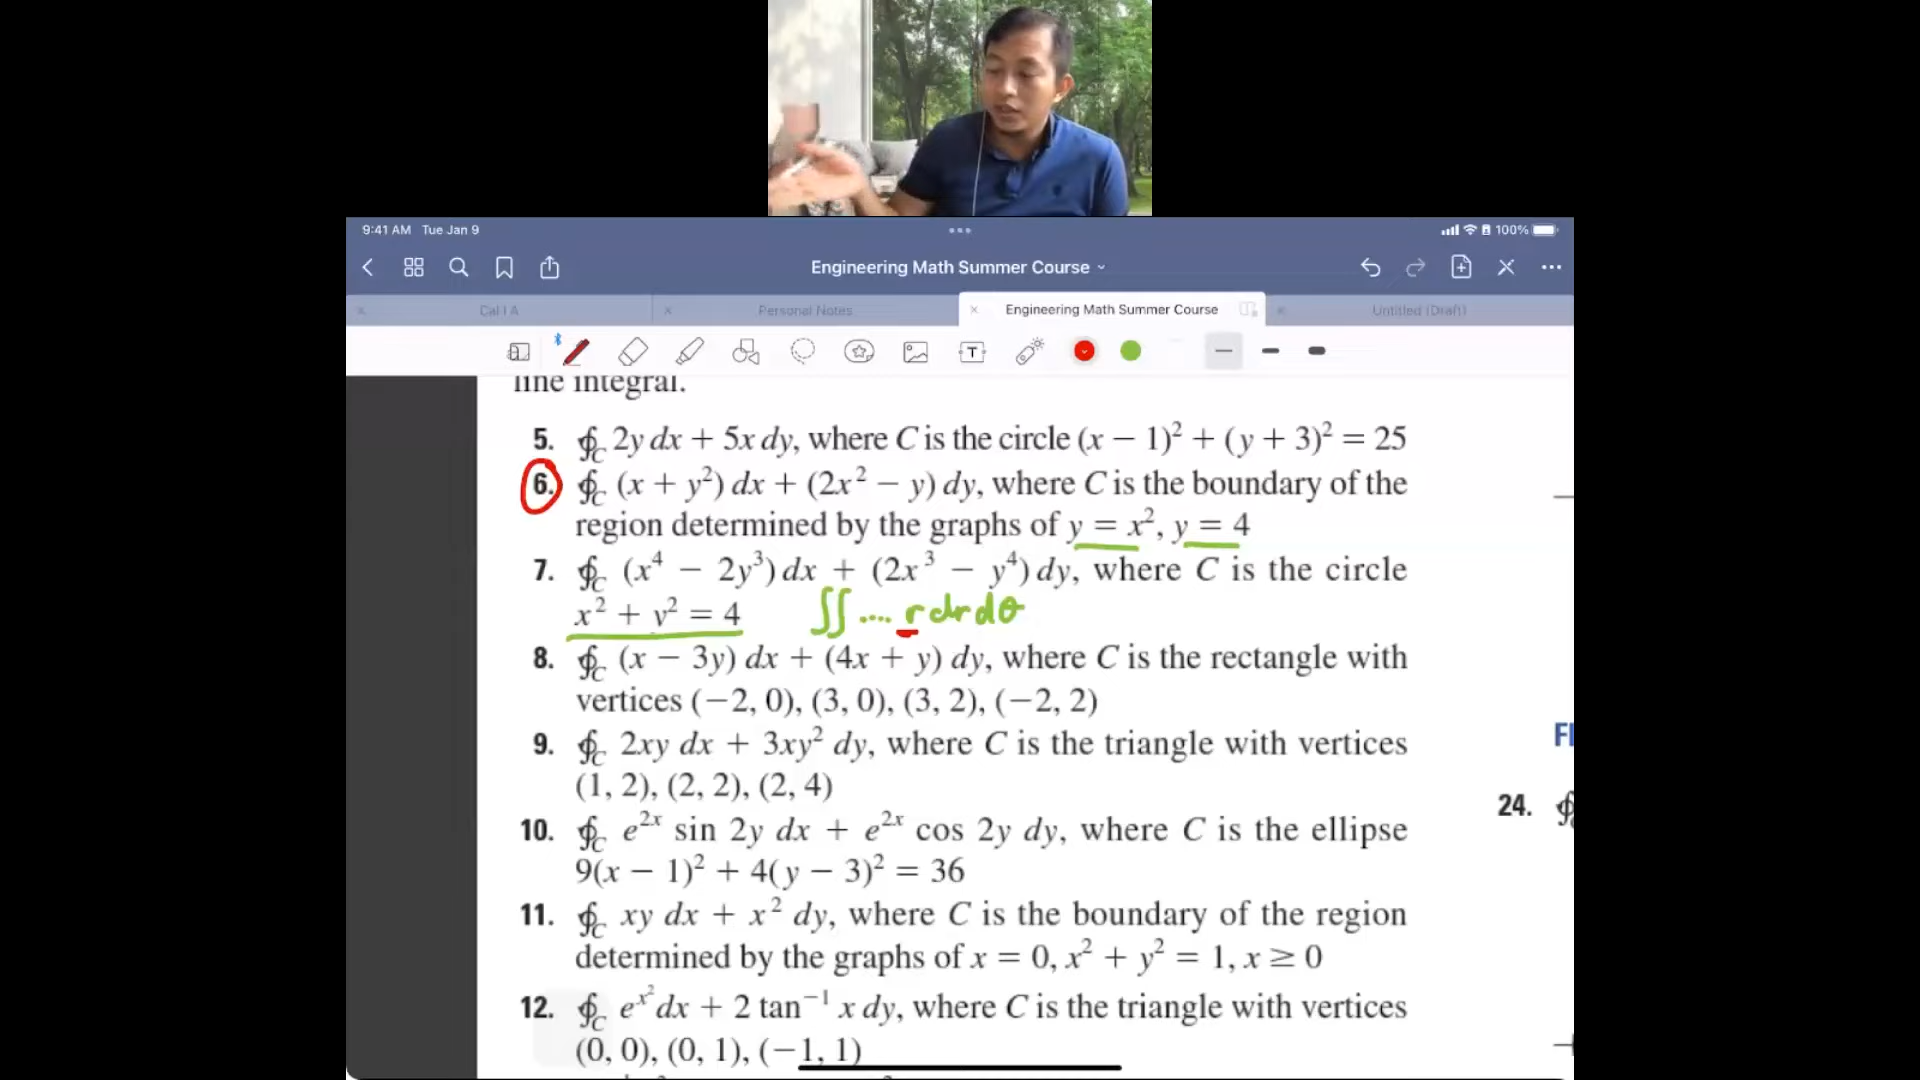 9:41 AM Tue Jan 9
100%
Engineering Math Summer Course
Cal I A
Personal Notes
Engineering Math Summer Course
Untitled (Draft)
T
line integral.
5. ∮C 2y dx + 5x dy, where C is the circle (x − 1)² + (y + 3)² = 25
6. ∮C (x + y²) dx + (2x² − y) dy, where C is the boundary of the
region determined by the graphs of y = x², y = 4
7. ∮C (x⁴ − 2y³) dx + (2x³ − y⁴) dy, where C is the circle
x² + y² = 4 ∬ .... r dr dθ
8. ∮C (x − 3y) dx + (4x + y) dy, where C is the rectangle with
vertices (−2, 0), (3, 0), (3, 2), (−2, 2)
9. ∮C 2xy dx + 3xy² dy, where C is the triangle with vertices
(1, 2), (2, 2), (2, 4)
10. ∮C e²ˣ sin 2y dx + e²ˣ cos 2y dy, where C is the ellipse
9(x − 1)² + 4(y − 3)² = 36
11. ∮C xy dx + x² dy, where C is the boundary of the region
determined by the graphs of x = 0, x² + y² = 1, x ≥ 0
12. ∮C e^x² dx + 2 tan⁻¹ x dy, where C is the triangle with vertices
(0, 0), (0, 1), (−1, 1)
24. ∮